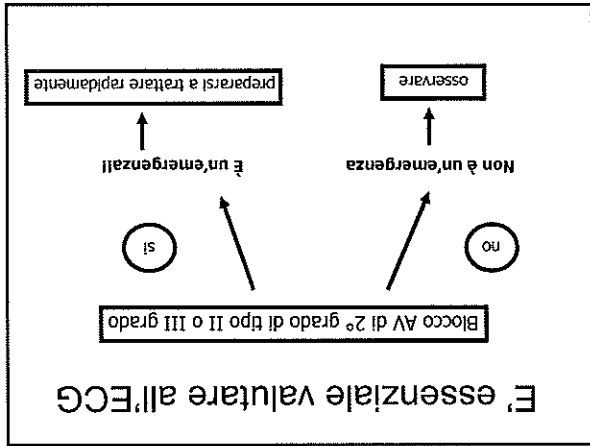 E' essenziale valutare all'ECG
Blocco AV di 2° grado di tipo II o III grado
no
si
Non à un'emergenza
È un'emergenza!!
osservare
prepararsi a trattare rapidamente